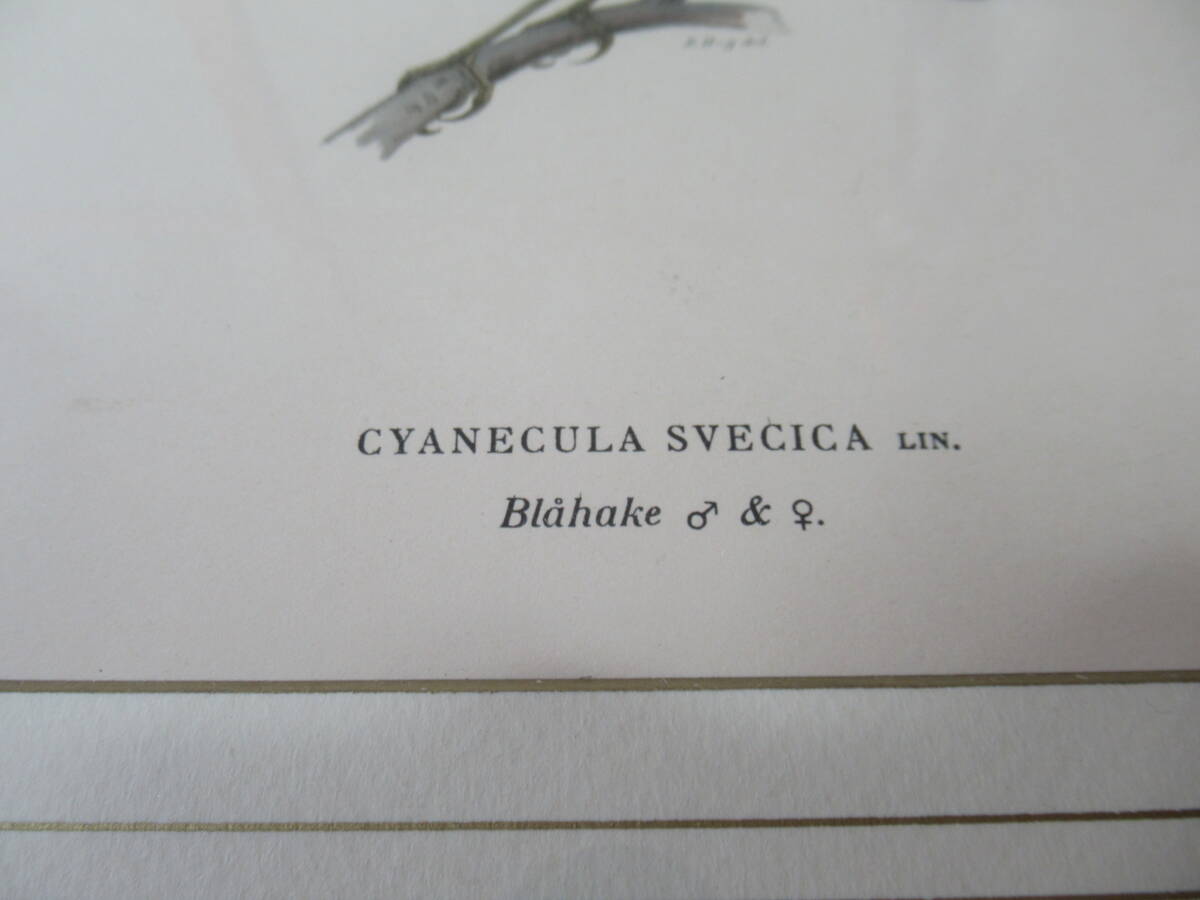 CYANECULA SVECICA LIN.
Blåhake ♂ & ♀.